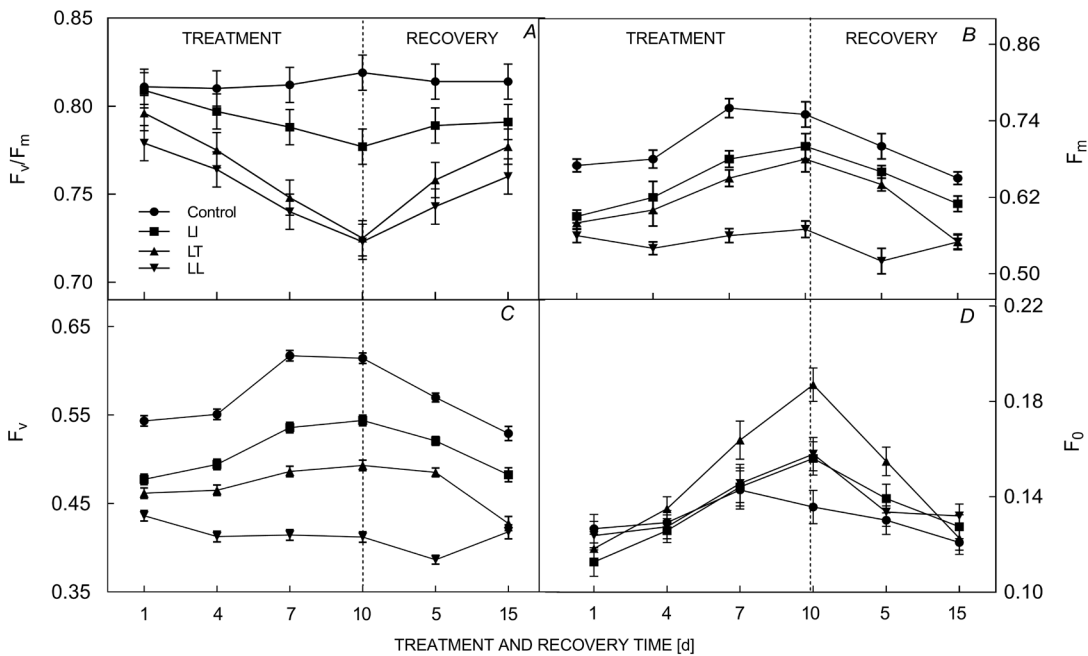 TREATMENT RECOVERY A
TREATMENT RECOVERY B
0.85
0.80
0.75
0.70
Fv/Fm
Control
LI
LT
LL
0.86
0.74
0.62
0.50
Fm
C
0.65
0.55
0.45
0.35
Fv
D
0.22
0.18
0.14
0.10
F0
1 4 7 10 5 15
1 4 7 10 5 15
TREATMENT AND RECOVERY TIME [d]